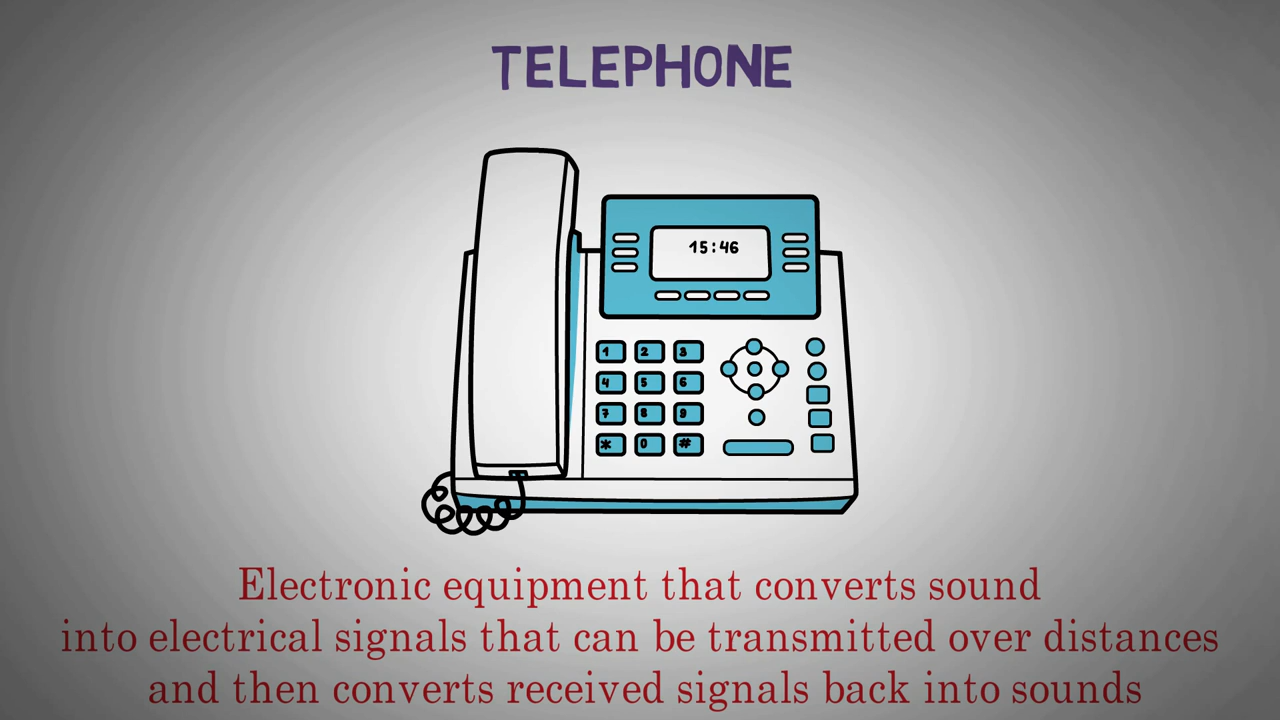 TELEPHONE
15:46
1 2 3
4 5 6
7 8 9
* 0 #
Electronic equipment that converts sound
into electrical signals that can be transmitted over distances
and then converts received signals back into sounds